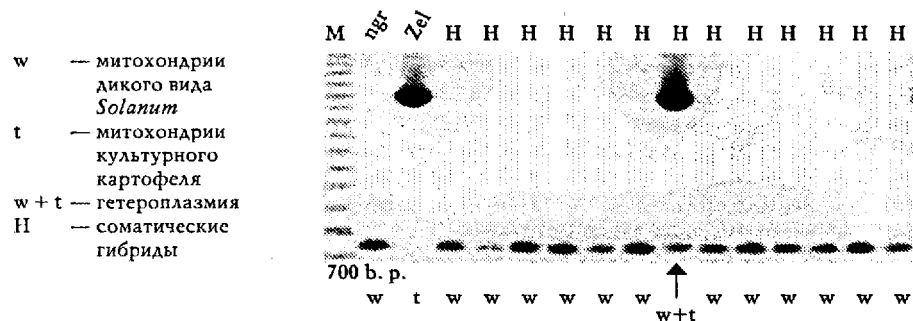 M ngr Zel H H H H H H H H H H H H H
w — митохондрии
дикого вида
Solanum
t — митохондрии
культурного
картофеля
w + t — гетероплазмия
H — соматические
гибриды
700 b. p.
w t w w w w w w w w w w w w
w+t